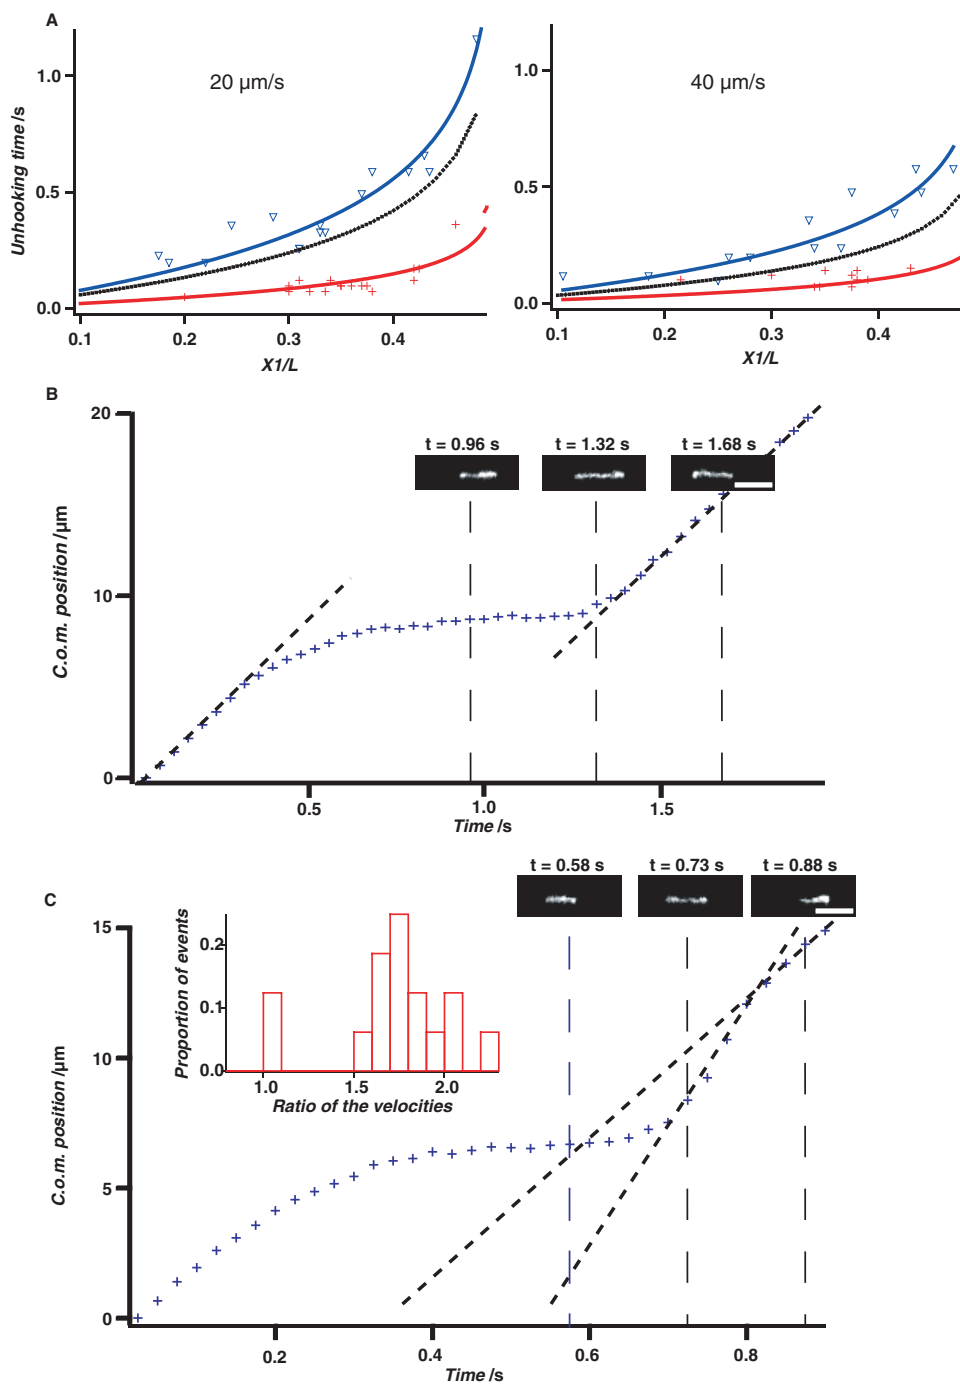 A
Unhooking time /s
1.0
0.5
0.0
20 µm/s
0.1
0.2
0.3
0.4
X1/L
1.0
0.5
0.0
40 µm/s
0.1
0.2
0.3
0.4
X1/L
B
C.o.m. position /µm
20
10
0
t = 0.96 s
t = 1.32 s
t = 1.68 s
0.5
1.0
1.5
Time /s
C
C.o.m. position /µm
15
10
5
0
t = 0.58 s
t = 0.73 s
t = 0.88 s
Proportion of events
0.2
0.1
0.0
1.0
1.5
2.0
Ratio of the velocities
0.2
0.4
0.6
0.8
Time /s